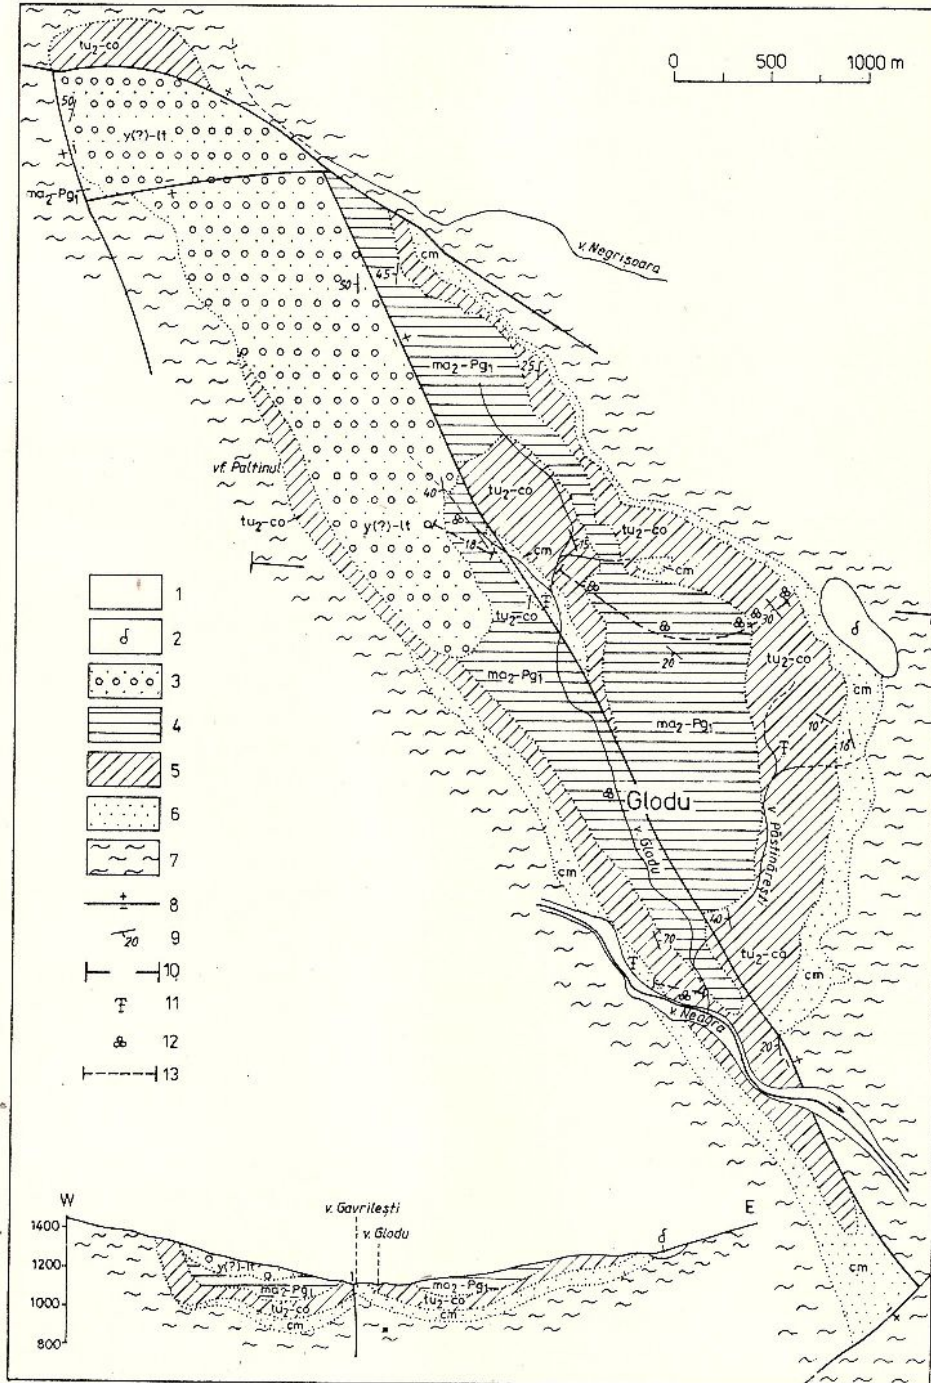 tu₂-co
0 500 1000 m
50
y(?)-lt
ma₂-Pg₁
v. Negrișoara
cm
50
45
ma₂-Pg₁
25
vf. Paltinul
tu₂-co
40
tu₂-co
y(?)-lt
18
cm
15
tu₂-co
cm
30
δ
tu₂-co
20
tu₂-co
cm
ma₂-Pg₁
ma₂-Pg₁
10
16
Glodu
v. Glodu
v. Păstinărești
cm
40
70
tu₂-co
cm
v. Neagra
20
cm
1
δ 2
3
4
5
6
7
8
20 9
10
11
12
13
W
v. Gavrilești
v. Glodu
E
1400
1200
1000
800
y(?)-lt
ma₂-Pg₁
tu₂-co
cm
ma₂-Pg₁
tu₂-co
cm
δ